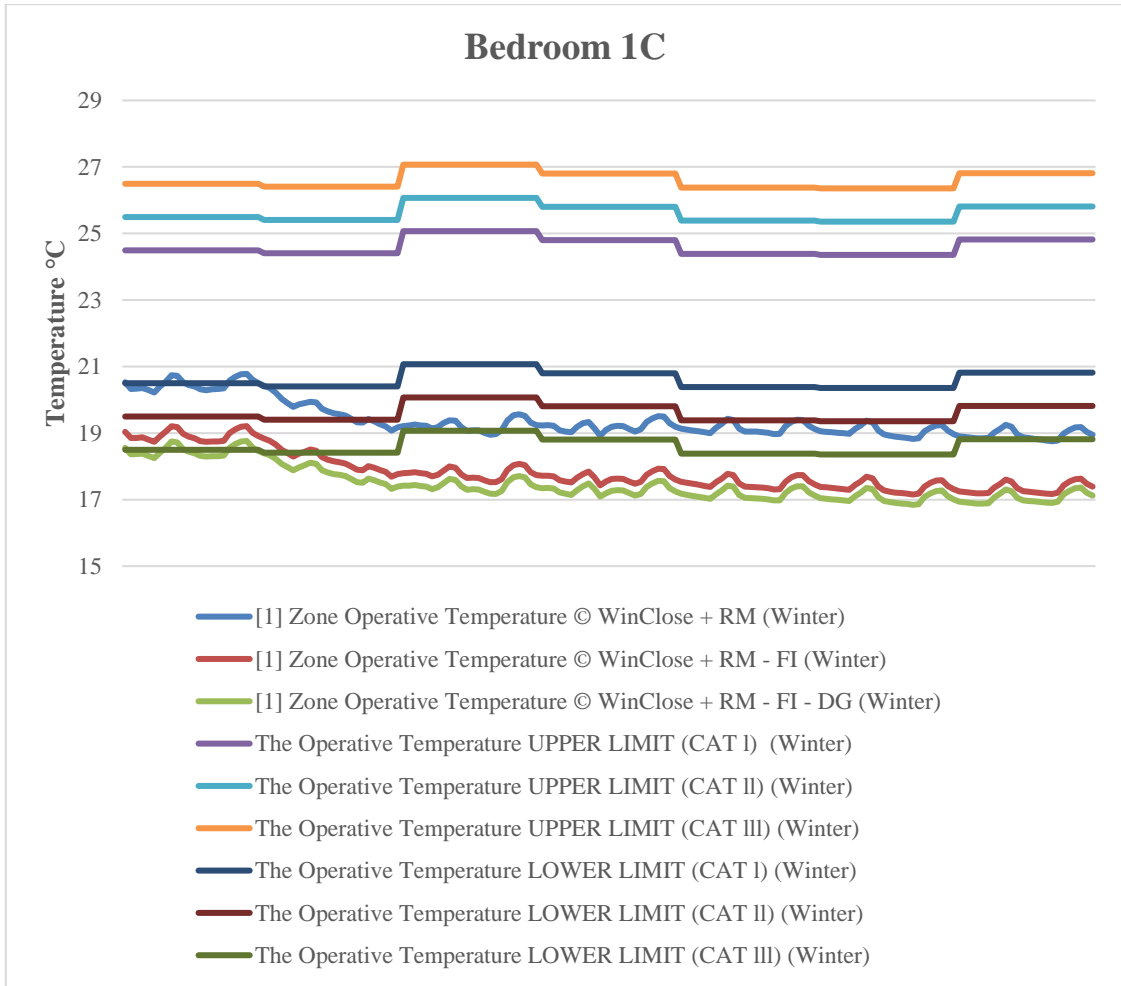 Bedroom 1C
29
27
25
23
21
19
17
15
Temperature °C
[1] Zone Operative Temperature © WinClose + RM (Winter)
[1] Zone Operative Temperature © WinClose + RM - FI (Winter)
[1] Zone Operative Temperature © WinClose + RM - FI - DG (Winter)
The Operative Temperature UPPER LIMIT (CAT l)  (Winter)
The Operative Temperature UPPER LIMIT (CAT ll) (Winter)
The Operative Temperature UPPER LIMIT (CAT lll) (Winter)
The Operative Temperature LOWER LIMIT (CAT l) (Winter)
The Operative Temperature LOWER LIMIT (CAT ll) (Winter)
The Operative Temperature LOWER LIMIT (CAT lll) (Winter)